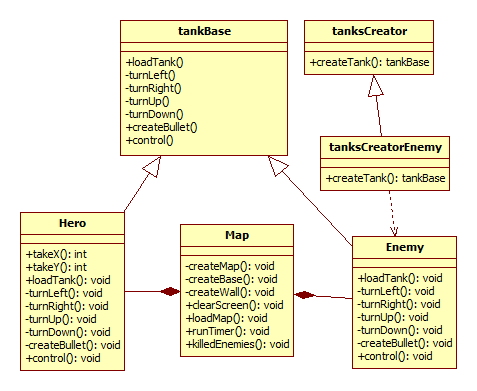 tankBase
+loadTank()
-turnLeft()
-turnRight()
-turnUp()
-turnDown()
+createBullet()
+control()
tanksCreator
+createTank(): tankBase
tanksCreatorEnemy
+createTank(): tankBase
Hero
+takeX(): int
+takeY(): int
+loadTank(): void
-turnLeft(): void
-turnRight(): void
-turnUp(): void
-turnDown(): void
-createBullet(): void
+control(): void
Map
-createMap(): void
-createBase(): void
-createWall(): void
+clearScreen(): void
+loadMap(): void
+runTimer(): void
+killedEnemies(): void
Enemy
+loadTank(): void
-turnLeft(): void
-turnRight(): void
-turnUp(): void
-turnDown(): void
-createBullet(): void
+control(): void